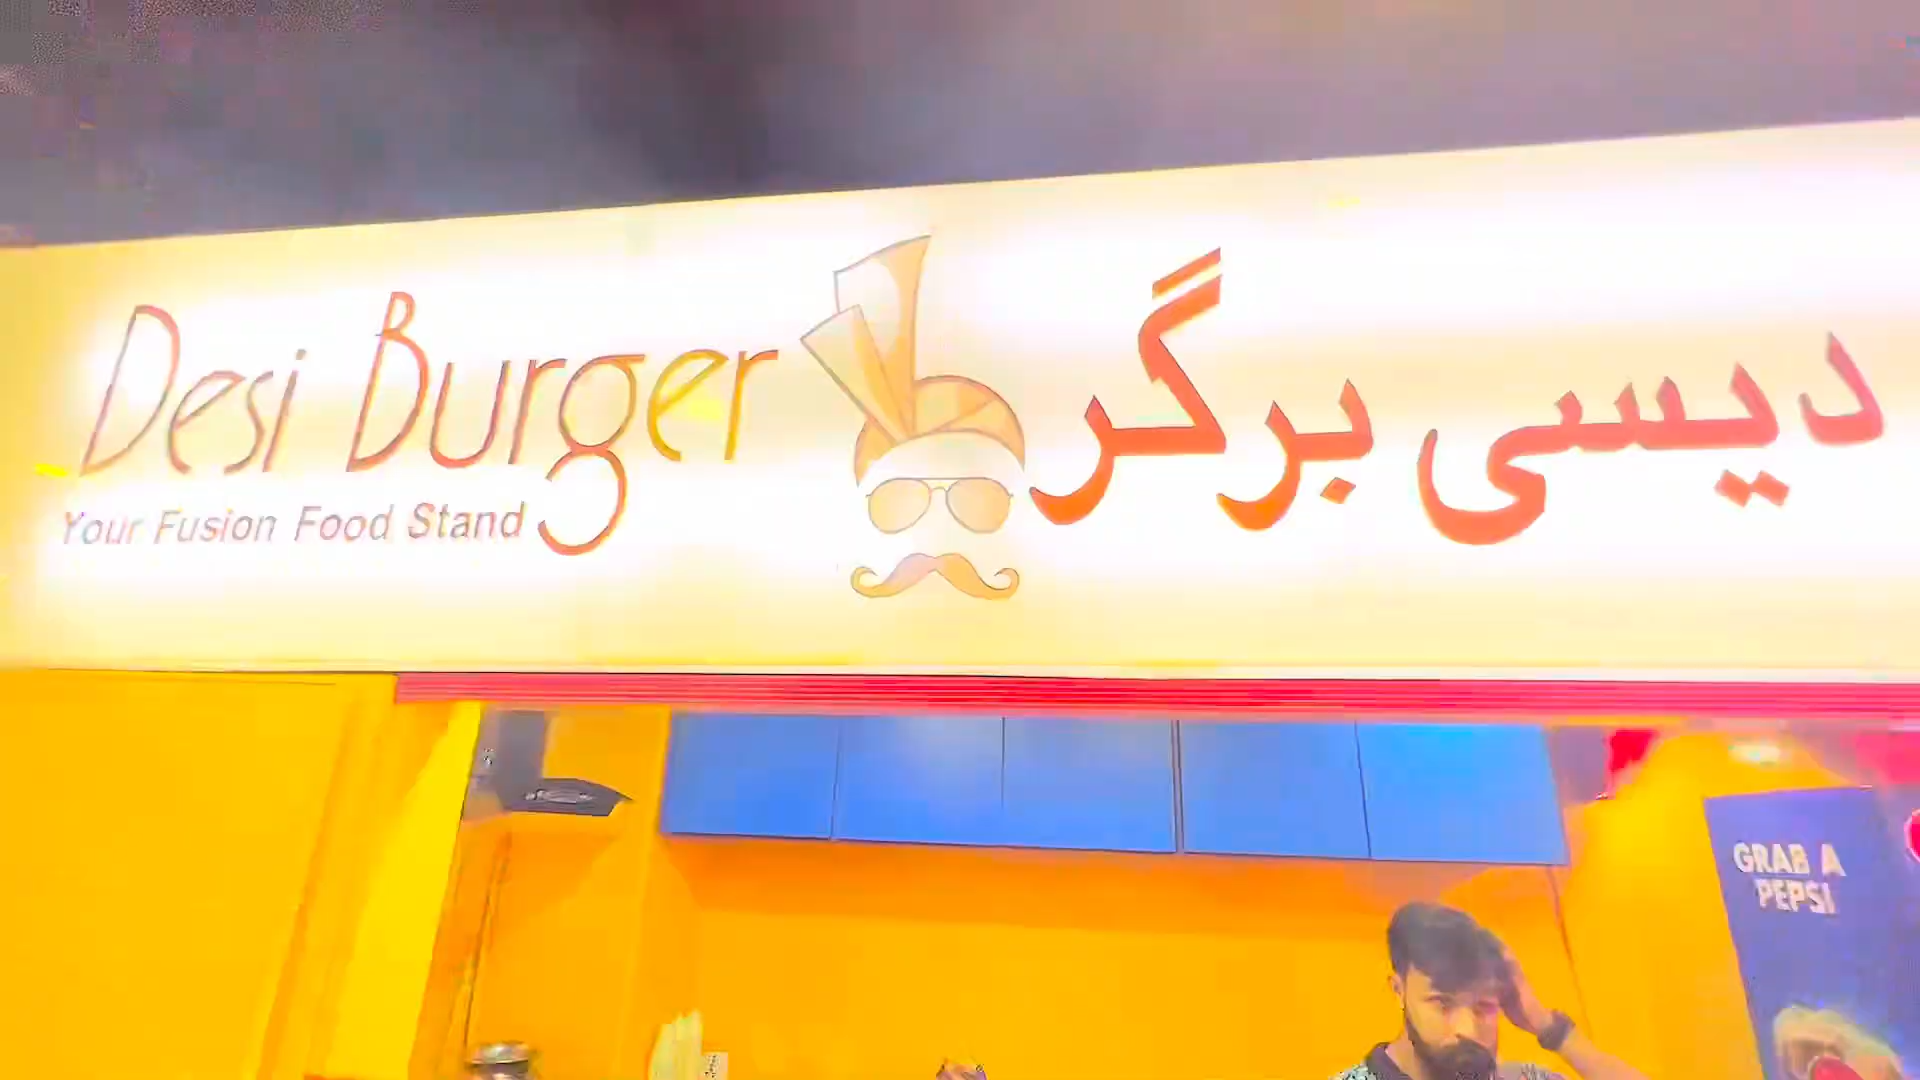 Desi Burger
Your Fusion Food Stand
دیسی برگر
GRAB A
PEPSI